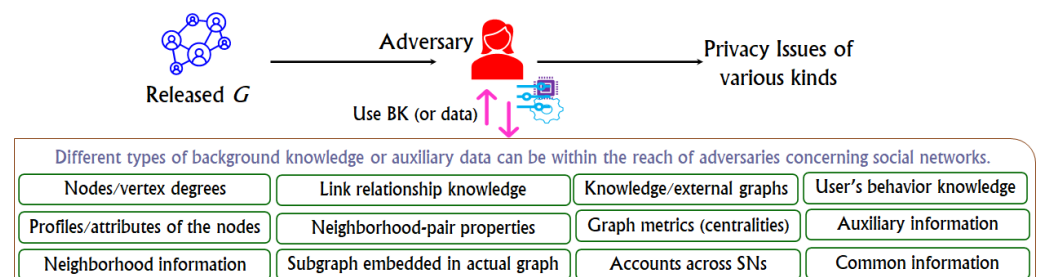 Adversary
Privacy Issues of
various kinds
Released G
Use BK (or data)
Different types of background knowledge or auxiliary data can be within the reach of adversaries concerning social networks.
Nodes/vertex degrees
Link relationship knowledge
Knowledge/external graphs
User's behavior knowledge
Profiles/attributes of the nodes
Neighborhood-pair properties
Graph metrics (centralities)
Auxiliary information
Neighborhood information
Subgraph embedded in actual graph
Accounts across SNs
Common information